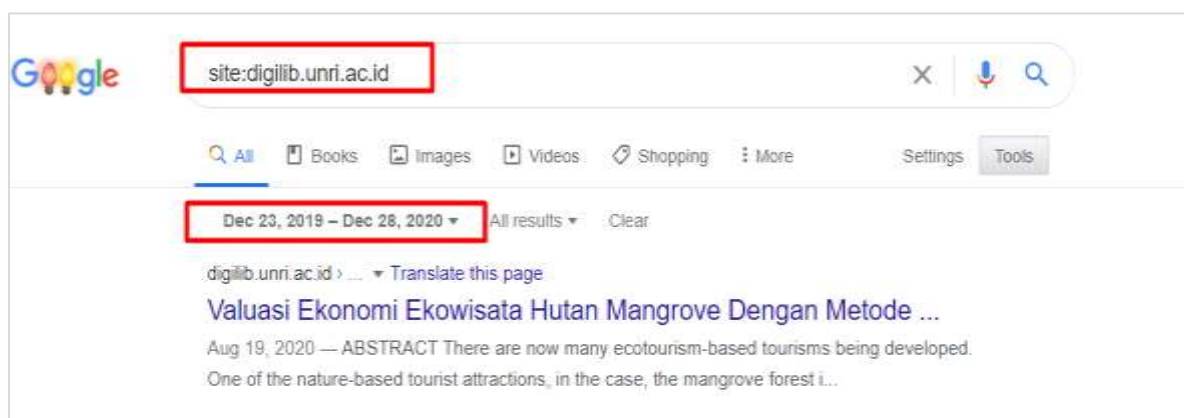 Google
site:digilib.unri.ac.id
All Books Images Videos Shopping More Settings Tools
Dec 23, 2019 – Dec 28, 2020 All results Clear
digilib.unri.ac.id › ... Translate this page
Valuasi Ekonomi Ekowisata Hutan Mangrove Dengan Metode ...
Aug 19, 2020 — ABSTRACT There are now many ecotourism-based tourisms being developed.
One of the nature-based tourist attractions, in the case, the mangrove forest i...